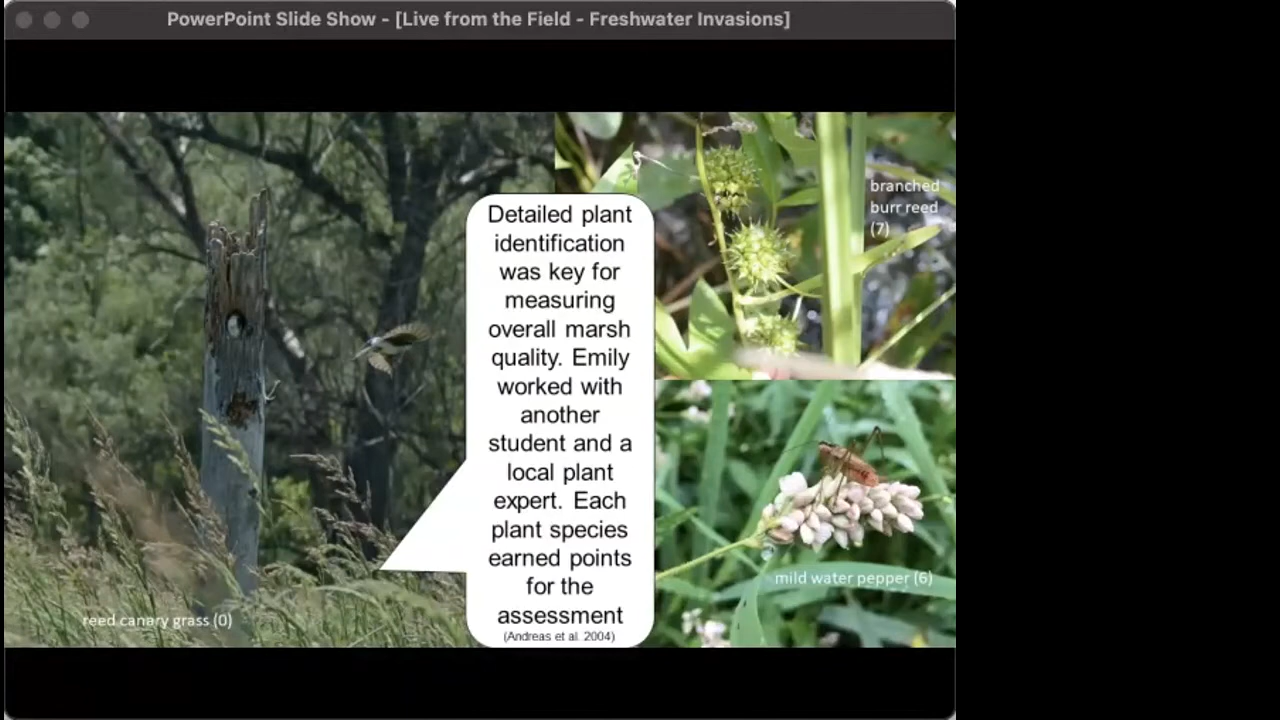 PowerPoint Slide Show - [Live from the Field - Freshwater Invasions]
Detailed plant
identification
was key for
measuring
overall marsh
quality. Emily
worked with
another
student and a
local plant
expert. Each
plant species
earned points
for the
assessment
(Andreas et al. 2004)
branched
burr reed
(7)
mild water pepper (6)
reed canary grass (0)